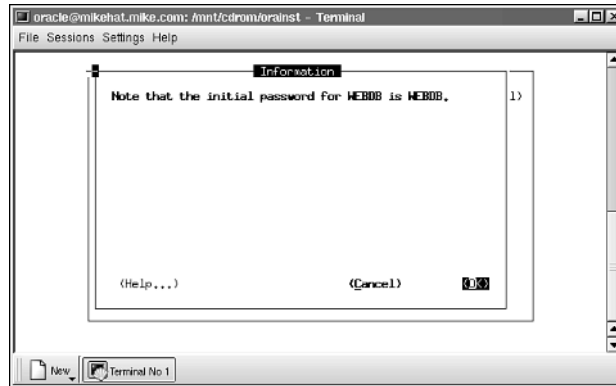 oracle@mikehat.mike.com: /mnt/cdrom/orainst - Terminal
File Sessions Settings Help
Information
Note that the initial password for WEBDB is WEBDB.
l)
(Help...)
(Cancel)
(OK)
New
Terminal No 1